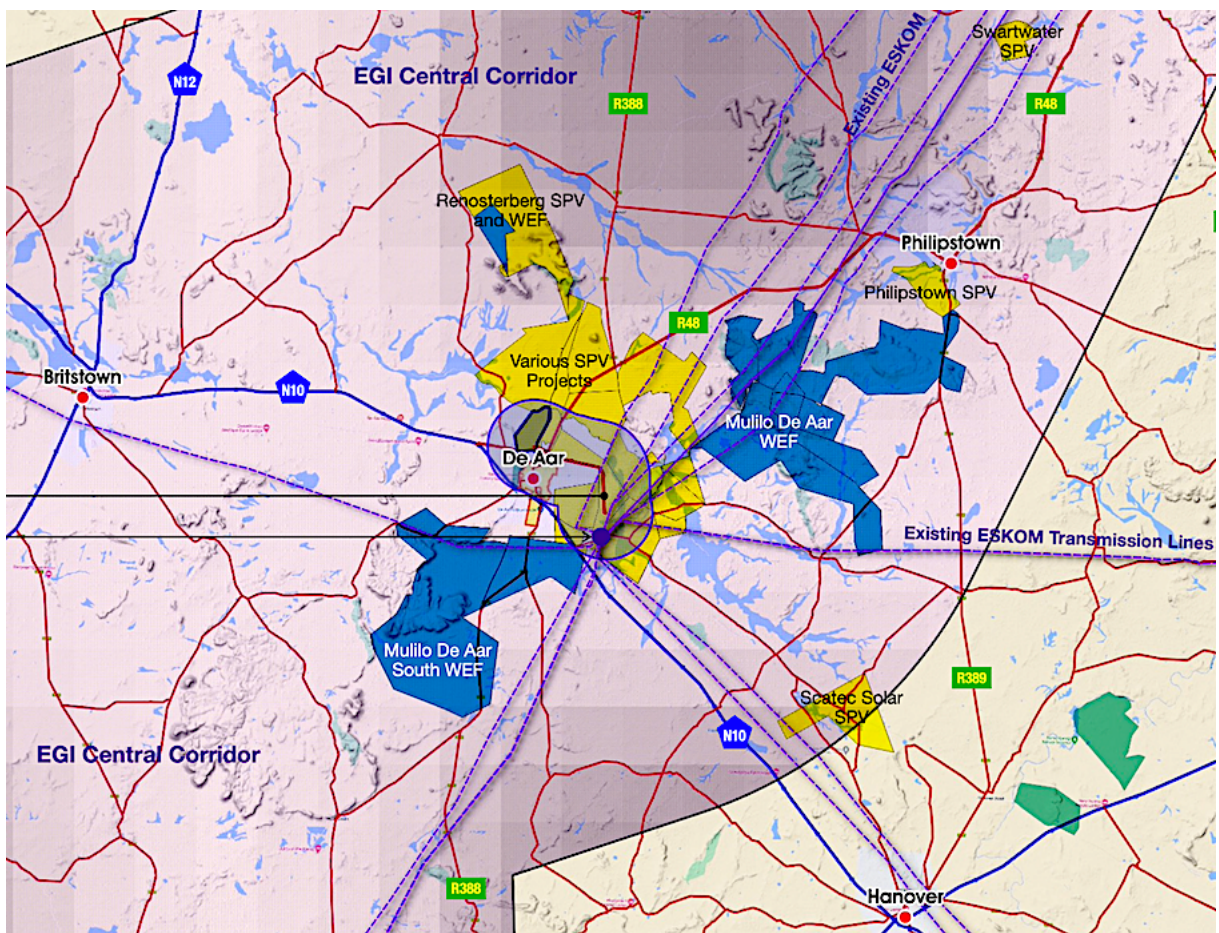 Swartwater
SPV
N12
EGI Central Corridor
Existing ESKOM
R388
R48
Renosterberg SPV
and WEF
Philipstown
Philipstown SPV
R48
Various SPV
Projects
Britstown
N10
Mulilo De Aar
WEF
De Aar
Existing ESKOM Transmission Lines
Mulilo De Aar
South WEF
R389
Scatec Solar
SPV
N10
EGI Central Corridor
R388
Hanover